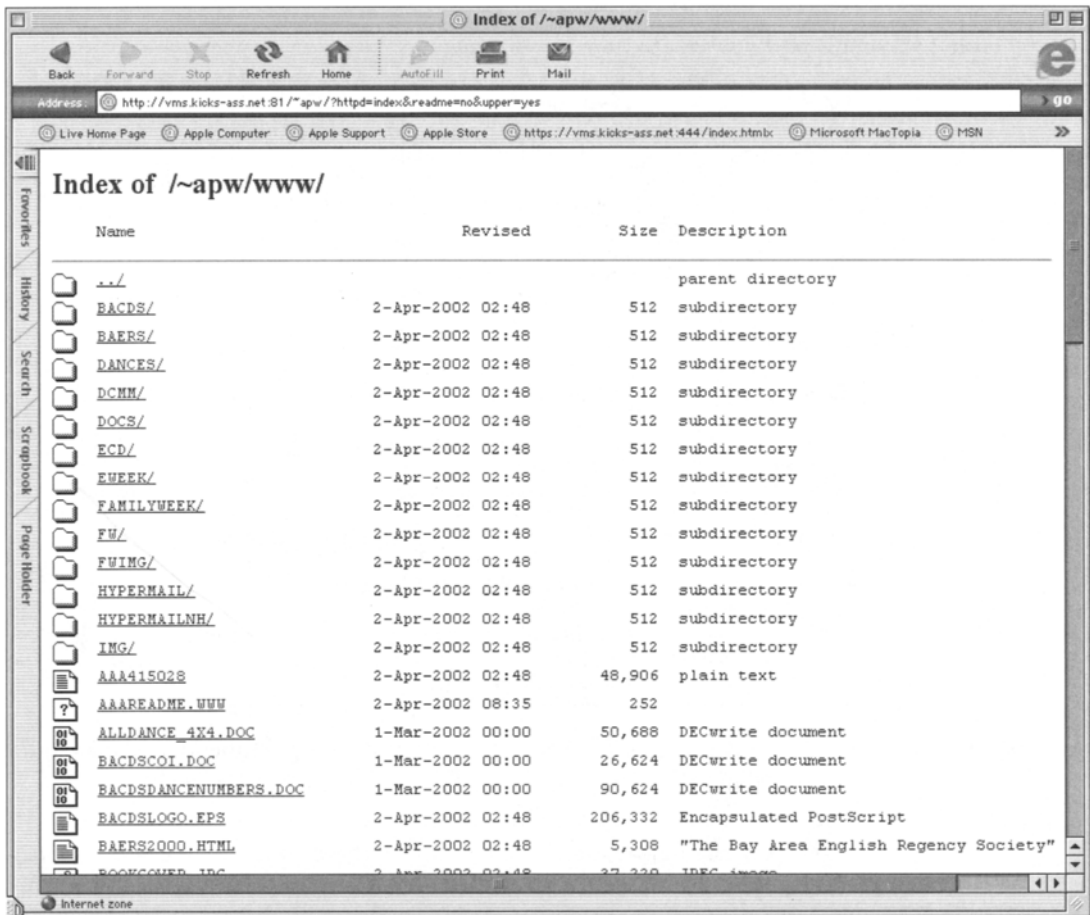 Index of /~apw/www/
Back Forward Stop Refresh Home AutoFill Print Mail
Address: http://vms.kicks-ass.net:81/~apw/?httpd=index&readme=no&upper=yes go
Live Home Page Apple Computer Apple Support Apple Store https://vms.kicks-ass.net:444/index.htmlx Microsoft MacTopia MSN
Favorites
History
Search
Scrapbook
Page Holder
Index of /~apw/www/
Name Revised Size Description
../ parent directory
BACDS/ 2-Apr-2002 02:48 512 subdirectory
BAERS/ 2-Apr-2002 02:48 512 subdirectory
DANCES/ 2-Apr-2002 02:48 512 subdirectory
DCMM/ 2-Apr-2002 02:48 512 subdirectory
DOCS/ 2-Apr-2002 02:48 512 subdirectory
ECD/ 2-Apr-2002 02:48 512 subdirectory
EWEEK/ 2-Apr-2002 02:48 512 subdirectory
FAMILYWEEK/ 2-Apr-2002 02:48 512 subdirectory
FW/ 2-Apr-2002 02:48 512 subdirectory
FWIMG/ 2-Apr-2002 02:48 512 subdirectory
HYPERMAIL/ 2-Apr-2002 02:48 512 subdirectory
HYPERMAILNH/ 2-Apr-2002 02:48 512 subdirectory
IMG/ 2-Apr-2002 02:48 512 subdirectory
AAA415028 2-Apr-2002 02:48 48,906 plain text
AAAREADME.WWW 2-Apr-2002 08:35 252
ALLDANCE_4X4.DOC 1-Mar-2002 00:00 50,688 DECwrite document
BACDSCOI.DOC 1-Mar-2002 00:00 26,624 DECwrite document
BACDSDANCENUMBERS.DOC 1-Mar-2002 00:00 90,624 DECwrite document
BACDSLOGO.EPS 2-Apr-2002 02:48 206,332 Encapsulated PostScript
BAERS2000.HTML 2-Apr-2002 02:48 5,308 "The Bay Area English Regency Society"
Internet zone